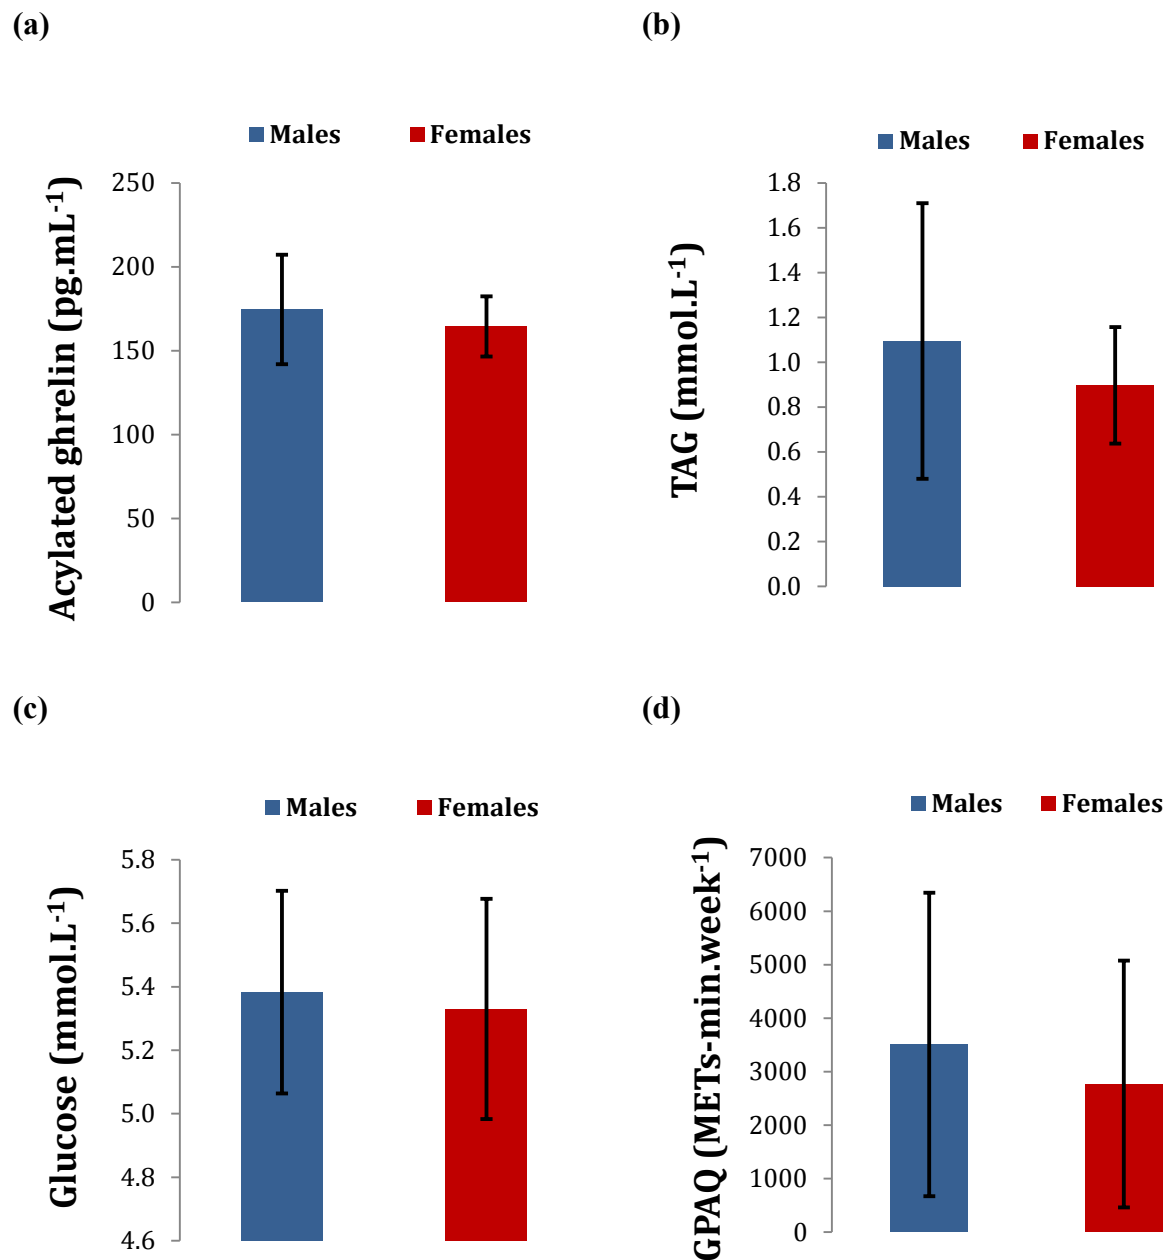 (a)
Males Females
Acylated ghrelin (pg.mL-1)
250
200
150
100
50
0
(b)
Males Females
TAG (mmol.L-1)
1.8
1.6
1.4
1.2
1.0
0.8
0.6
0.4
0.2
0.0
(c)
Males Females
Glucose (mmol.L-1)
5.8
5.6
5.4
5.2
5.0
4.8
4.6
(d)
Males Females
GPAQ (METs-min.week-1)
7000
6000
5000
4000
3000
2000
1000
0